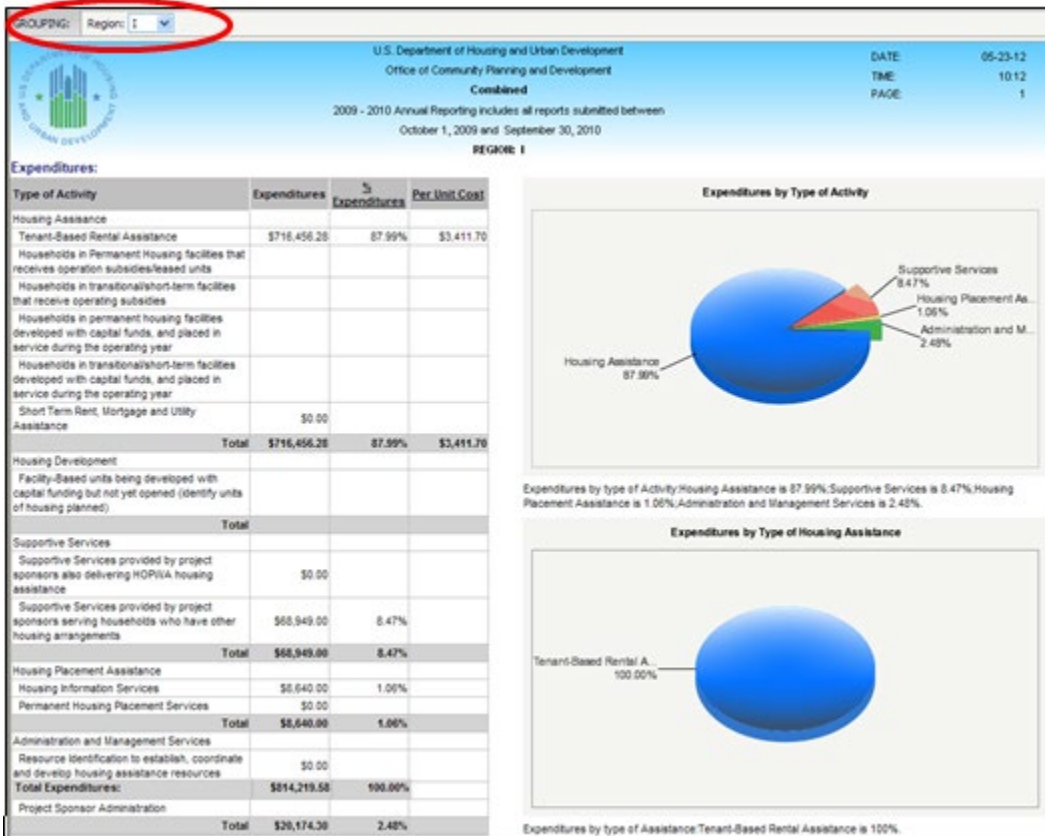 GROUPING: Region: I
U.S. DEPARTMENT OF HOUSING AND URBAN DEVELOPMENT
U.S. Department of Housing and Urban Development
Office of Community Planning and Development
Combined
2009 - 2010 Annual Reporting includes all reports submitted between
October 1, 2009 and September 30, 2010
REGION: I
DATE: 05-23-12
TIME: 10:12
PAGE: 1
Expenditures:
Type of Activity Expenditures % Expenditures Per Unit Cost
Housing Assisance
Tenant-Based Rental Assistance $716,456.28 87.99% $3,411.70
Households in Permanent Housing facilities that
receives operation subsidies/leased units
Households in transitional/short-term facilities
that receive operating subsidies
Households in permanent housing facilities
developed with capital funds, and placed in
service during the operating year
Households in transitional/short-term facilities
developed with capital funds, and placed in
service during the operating year
Short Term Rent, Mortgage and Utility
Assistance $0.00
Total $716,456.28 87.99% $3,411.70
Housing Development
Facility-Based units being developed with
capital funding but not yet opened (identify units
of housing planned)
Total
Supportive Services
Supportive Services provided by project
sponsors also delivering HOPWA housing
assistance $0.00
Supportive Services provided by project
sponsors serving households who have other
housing arrangements $68,949.00 8.47%
Total $68,949.00 8.47%
Housing Placement Assistance
Housing Information Services $8,640.00 1.06%
Permanent Housing Placement Services $0.00
Total $8,640.00 1.06%
Administration and Management Services
Resource Identification to establish, coordinate
and develop housing assistance resources $0.00
Total Expenditures: $814,219.58 100.00%
Project Sponsor Administration
Total $20,174.30 2.48%
Expenditures by Type of Activity
Supportive Services
8.47%
Housing Placement As...
1.06%
Administration and M...
2.48%
Housing Assistance
87.99%
Expenditures by type of Activity:Housing Assistance is 87.99%;Supportive Services is 8.47%;Housing
Placement Assistance is 1.06%;Administration and Management Services is 2.48%.
Expenditures by Type of Housing Assistance
Tenant-Based Rental A...
100.00%
Expenditures by type of Assistance:Tenant-Based Rental Assistance is 100%.